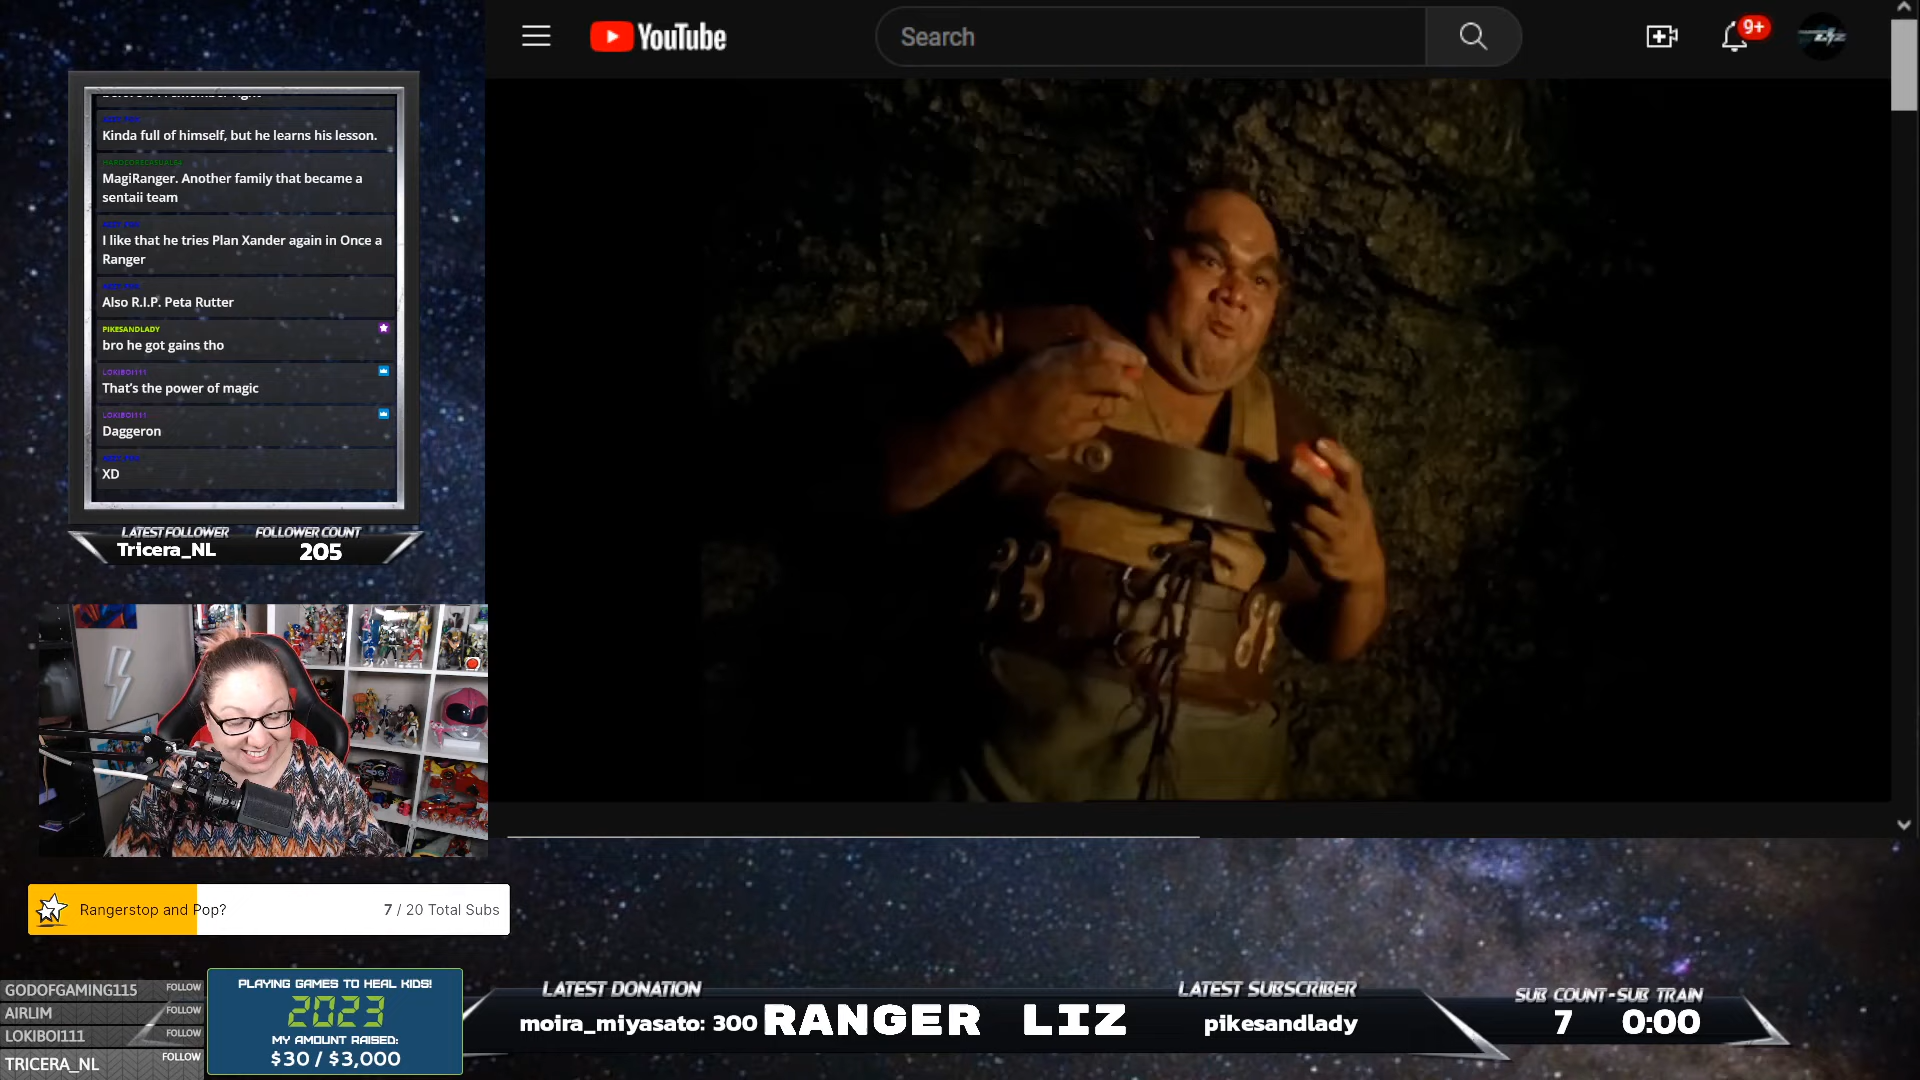 YouTube
Search
9+
Kinda full of himself, but he learns his lesson.
HARDCORECASUAL84
MagiRanger. Another family that became a
sentaii team
I like that he tries Plan Xander again in Once a
Ranger
Also R.I.P. Peta Rutter
PIKESANDLADY
bro he got gains tho
LOKIBOI111
That's the power of magic
LOKIBOI111
Daggeron
XD
LATEST FOLLOWER
FOLLOWER COUNT
Tricera_NL
205
Rangerstop and Pop?
7 / 20 Total Subs
GODOFGAMING115 FOLLOW
AIRLIM FOLLOW
LOKIBOI111 FOLLOW
TRICERA_NL FOLLOW
PLAYING GAMES TO HEAL KIDS!
2023
MY AMOUNT RAISED:
$30 / $3,000
LATEST DONATION
moira_miyasato: 300
RANGER LIZ
LATEST SUBSCRIBER
pikesandlady
SUB COUNT-SUB TRAIN
7 0:00